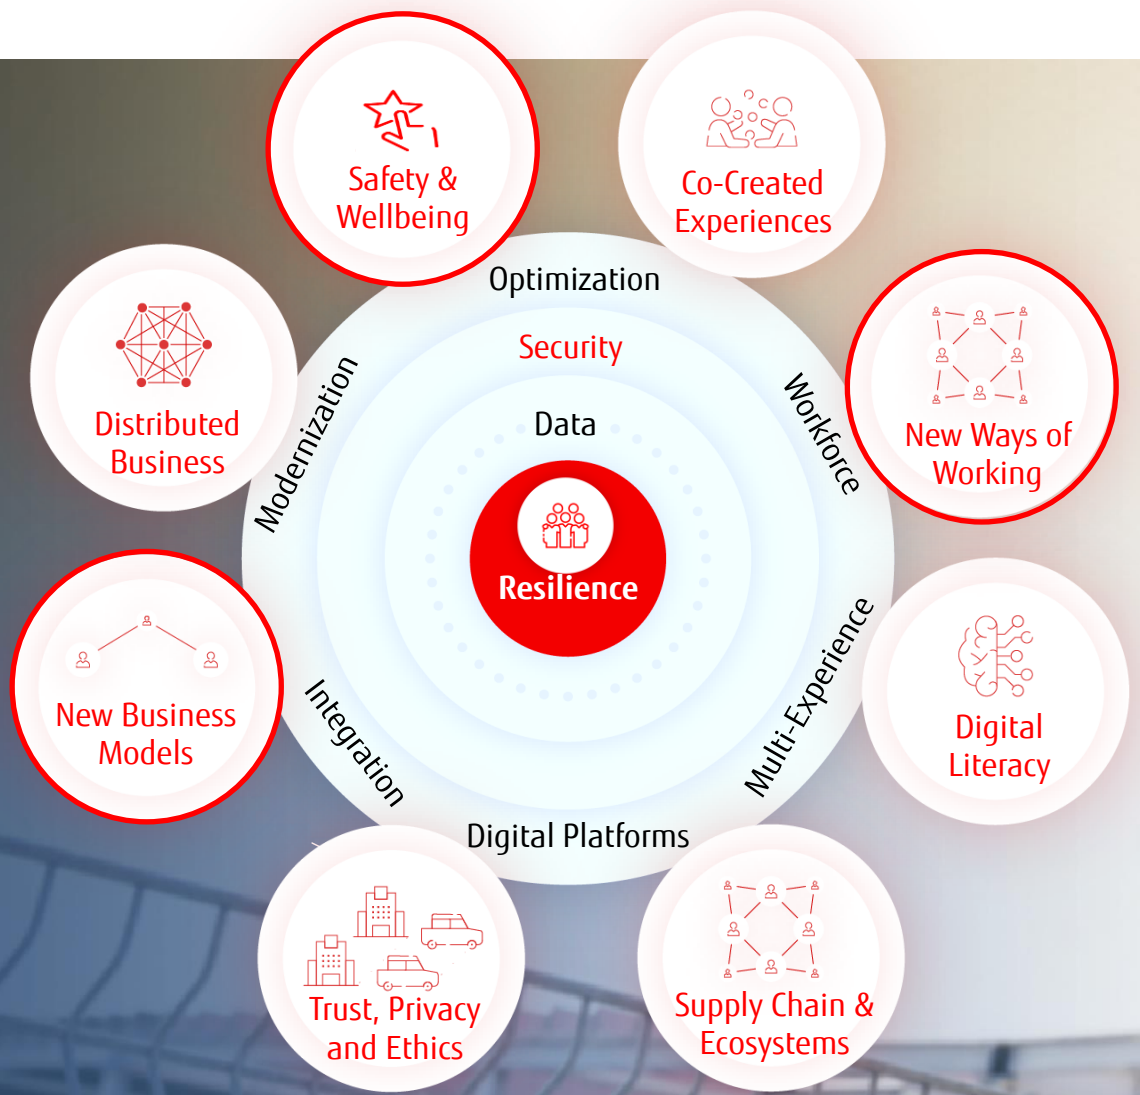 Safety &
Wellbeing
Co-Created
Experiences
Optimization
Security
Data
Resilience
Modernization
Workforce
Distributed
Business
New Ways of
Working
New Business
Models
Integration
Multi-Experience
Digital
Literacy
Digital Platforms
Trust, Privacy
and Ethics
Supply Chain &
Ecosystems